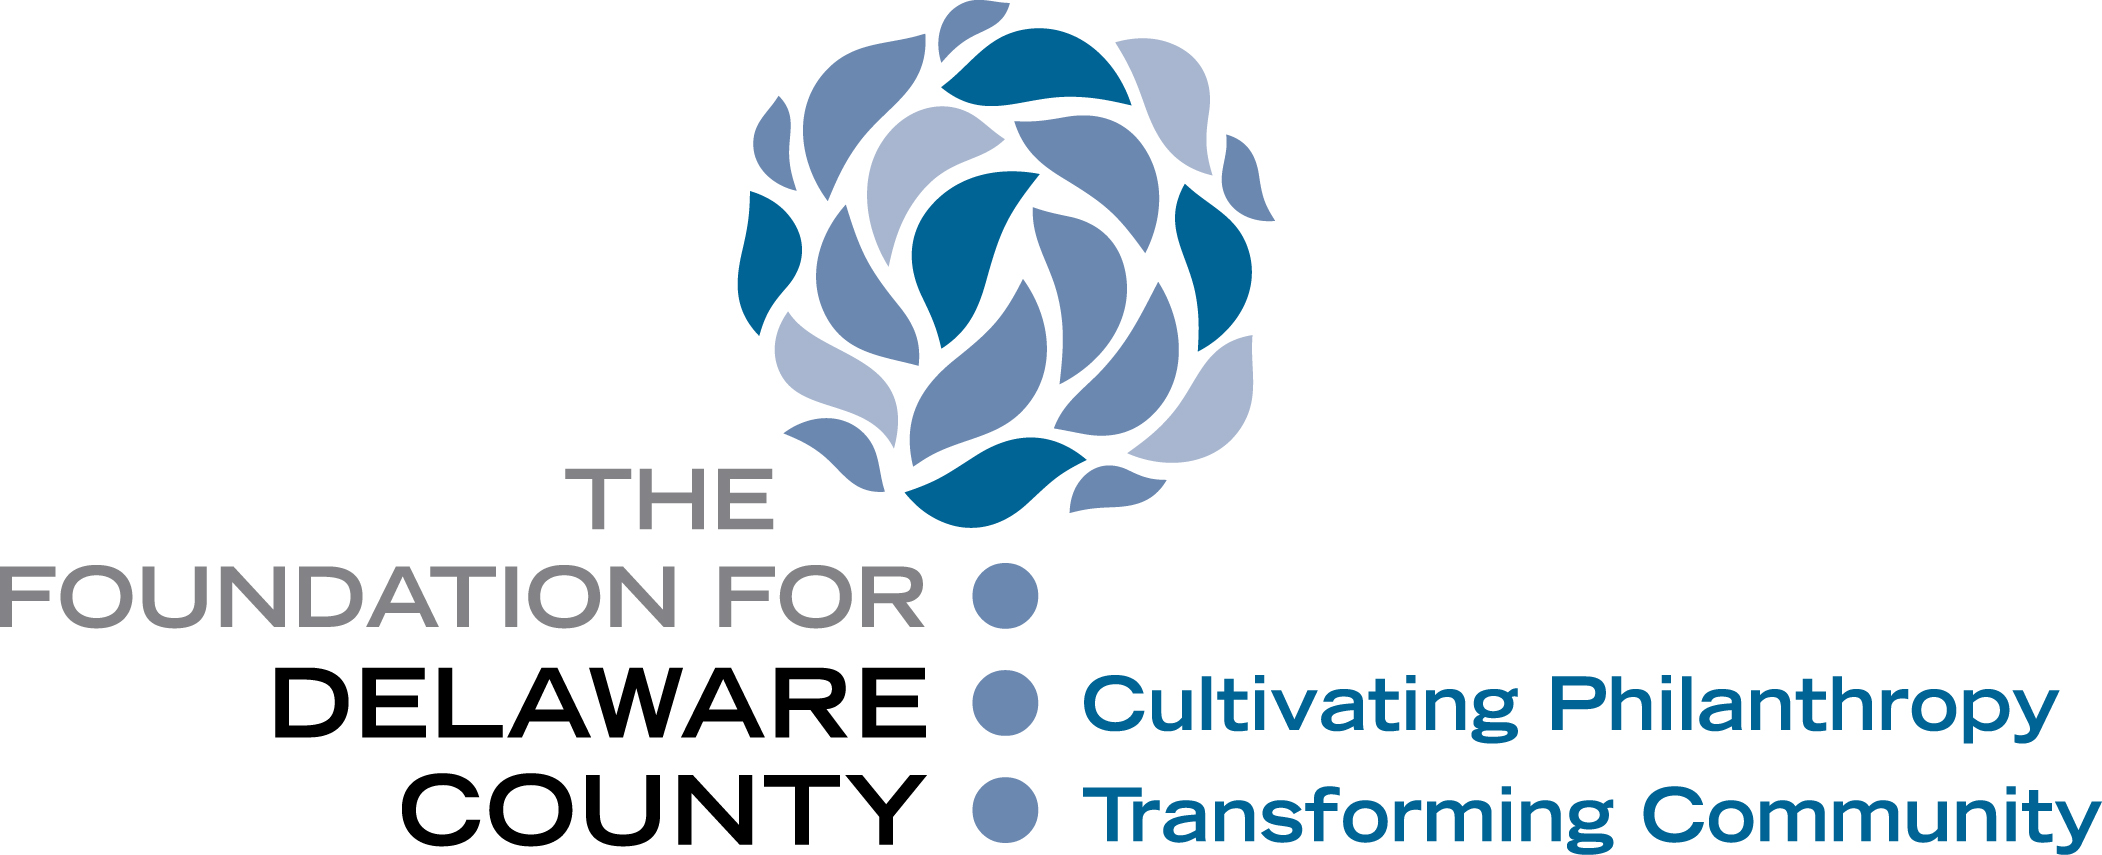 THE
FOUNDATION FOR
DELAWARE
COUNTY
Cultivating Philanthropy
Transforming Community